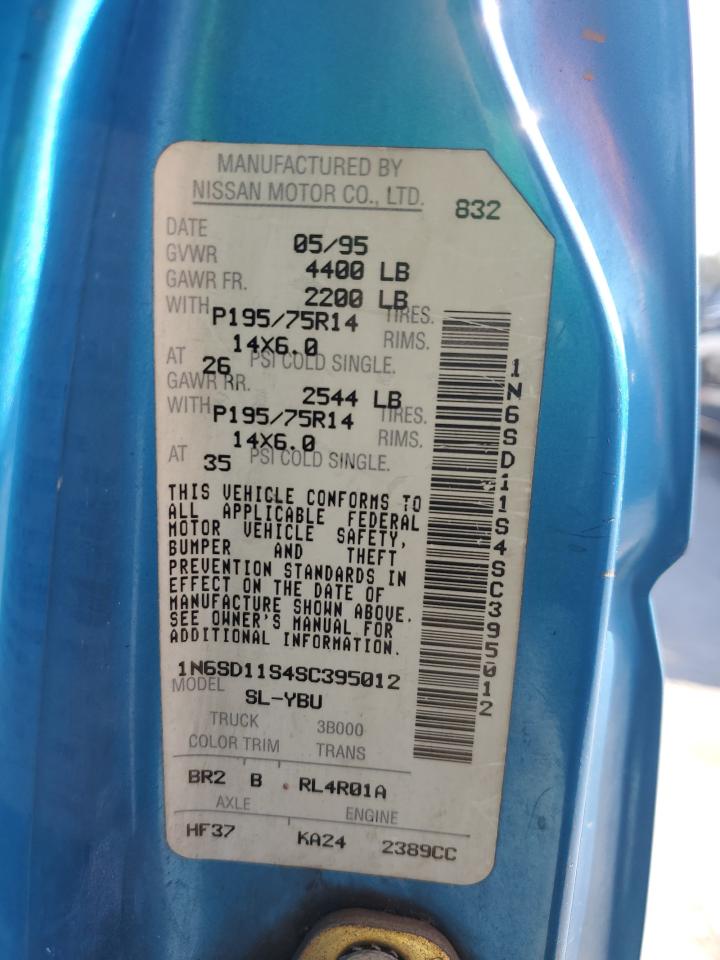 MANUFACTURED BY
NISSAN MOTOR CO., LTD. 832
DATE 05/95
GVWR 4400 LB
GAWR FR. 2200 LB
WITH P195/75R14 TIRES.
14X6.0 RIMS.
AT 26 PSI COLD SINGLE.
GAWR RR. 2544 LB
WITH P195/75R14 TIRES.
14X6.0 RIMS.
AT 35 PSI COLD SINGLE.
THIS VEHICLE CONFORMS TO
ALL APPLICABLE FEDERAL
MOTOR VEHICLE SAFETY,
BUMPER AND THEFT
PREVENTION STANDARDS IN
EFFECT ON THE DATE OF
MANUFACTURE SHOWN ABOVE.
SEE OWNER'S MANUAL FOR
ADDITIONAL INFORMATION.
1N6SD11S4SC395012
MODEL SL-YBU
TRUCK 3B000
COLOR TRIM TRANS
BR2 B RL4R01A
AXLE ENGINE
HF37 KA24 2389CC
1N6SD11S4SC395012